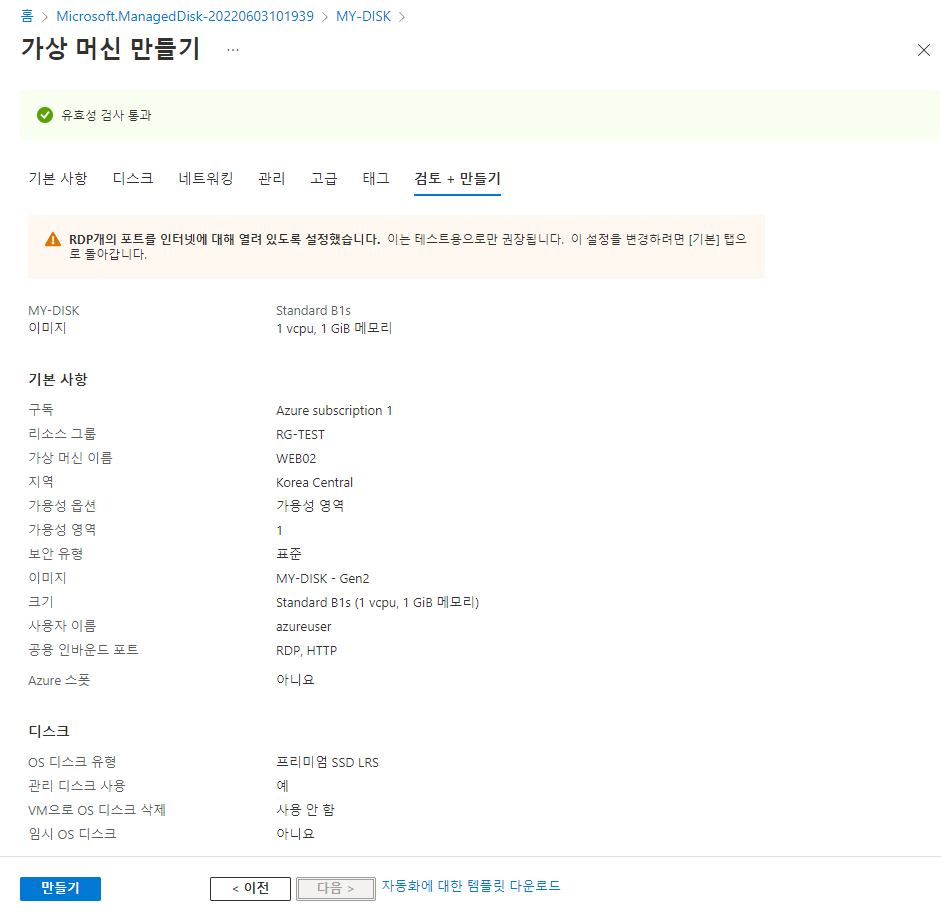 홈 > Microsoft.ManagedDisk-20220603101939 > MY-DISK >
가상 머신 만들기 ...
유효성 검사 통과
기본 사항 디스크 네트워킹 관리 고급 태그 검토 + 만들기
RDP개의 포트를 인터넷에 대해 열려 있도록 설정했습니다. 이는 테스트용으로만 권장됩니다. 이 설정을 변경하려면 [기본] 탭으
로 돌아갑니다.
MY-DISK Standard B1s
이미지 1 vcpu, 1 GiB 메모리
기본 사항
구독 Azure subscription 1
리소스 그룹 RG-TEST
가상 머신 이름 WEB02
지역 Korea Central
가용성 옵션 가용성 영역
가용성 영역 1
보안 유형 표준
이미지 MY-DISK - Gen2
크기 Standard B1s (1 vcpu, 1 GiB 메모리)
사용자 이름 azureuser
공용 인바운드 포트 RDP, HTTP
Azure 스폿 아니요
디스크
OS 디스크 유형 프리미엄 SSD LRS
관리 디스크 사용 예
VM으로 OS 디스크 삭제 사용 안 함
임시 OS 디스크 아니요
만들기 < 이전 다음 > 자동화에 대한 템플릿 다운로드